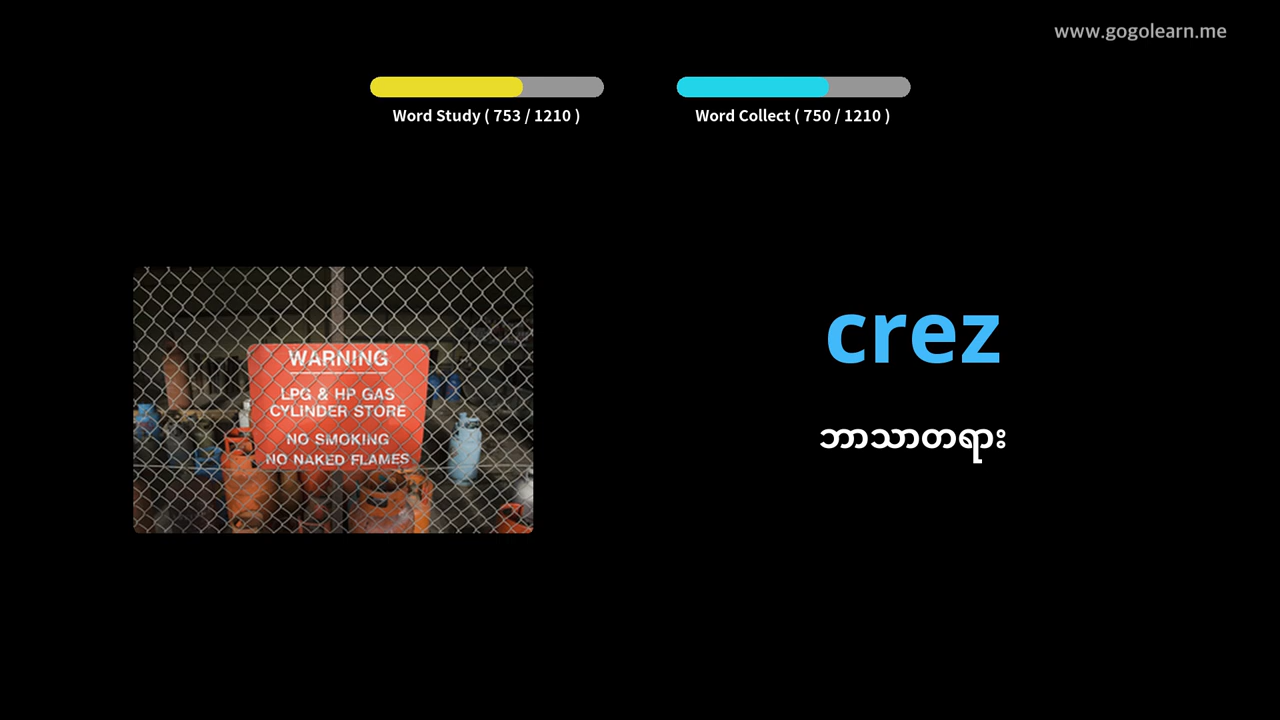 www.gogolearn.me
Word Study ( 753 / 1210 )
Word Collect ( 750 / 1210 )
WARNING
LPG & HP GAS
CYLINDER STORE
NO SMOKING
NO NAKED FLAMES
crez
ဘာသာတရား